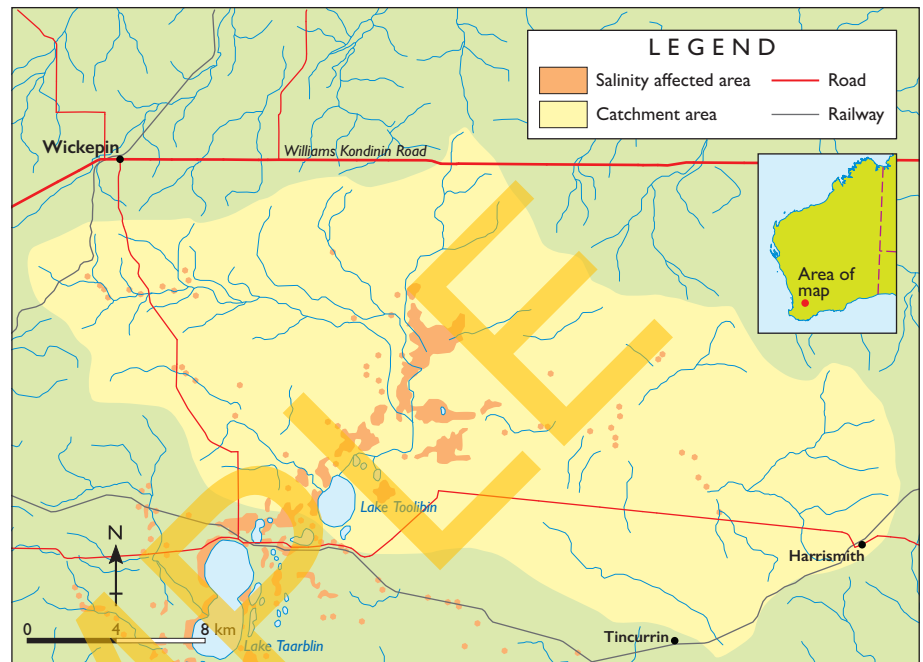 LEGEND
Salinity affected area
Road
Catchment area
Railway
Wickepin
Williams Kondinin Road
Area of
map
Lake Toolibin
N
Harrismith
0 4 8 km
Lake Taarblin
Tincurrin